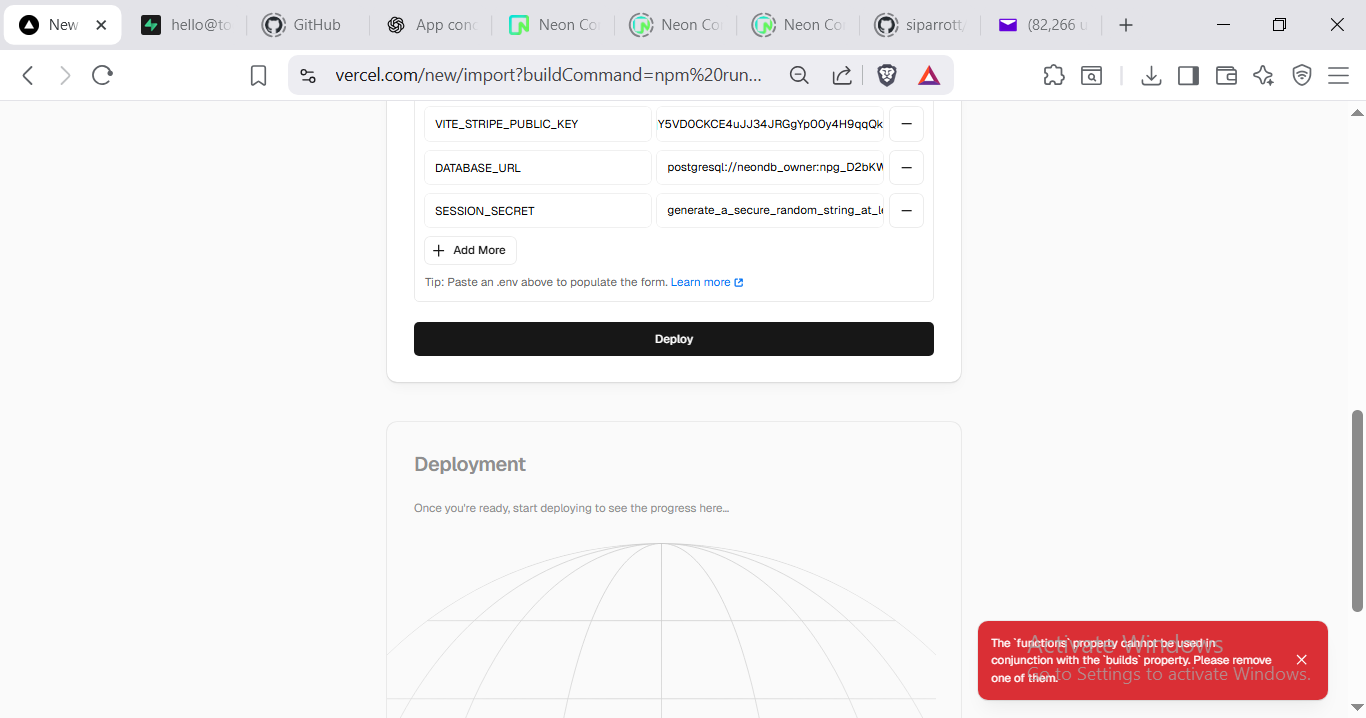 New
hello@to
GitHub
App conc
Neon Co
Neon Co
Neon Co
siparrott/
(82,266 u
vercel.com/new/import?buildCommand=npm%20run...
VITE_STRIPE_PUBLIC_KEY
Y5VD0CKCE4uJJ34JRGgYp00y4H9qqQk
DATABASE_URL
postgresql://neondb_owner:npg_D2bKW
SESSION_SECRET
generate_a_secure_random_string_at_le
Add More
Tip: Paste an .env above to populate the form. Learn more
Deploy
Deployment
Once you're ready, start deploying to see the progress here...
The `functions` property cannot be used in
conjunction with the `builds` property. Please remove
one of them.
Activate Windows
Go to Settings to activate Windows.